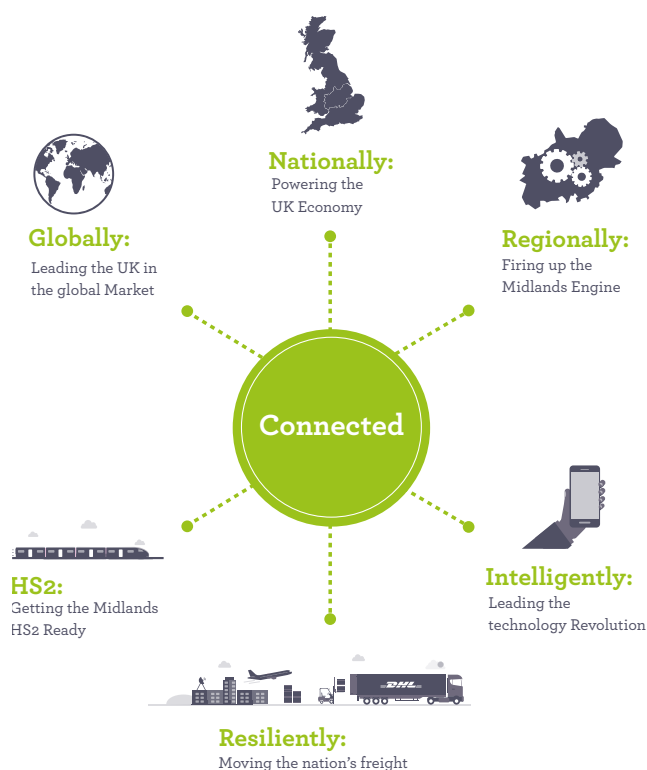 Nationally:
Powering the
UK Economy
Globally:
Leading the UK in
the global Market
Regionally:
Firing up the
Midlands Engine
Connected
HS2:
Getting the Midlands
HS2 Ready
Intelligently:
Leading the
technology Revolution
DHL
Resiliently:
Moving the nation's freight